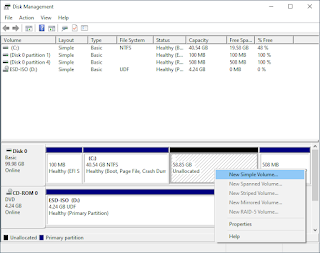 Disk Management
File Action View Help
Volume Layout Type File System Status Capacity Free Spa... % Free
(C:) Simple Basic NTFS Healthy (B... 40.54 GB 19.58 GB 48 %
(Disk 0 partition 1) Simple Basic Healthy (E... 100 MB 100 MB 100 %
(Disk 0 partition 4) Simple Basic Healthy (R... 508 MB 508 MB 100 %
ESD-ISO (D:) Simple Basic UDF Healthy (P... 4.24 GB 0 MB 0 %
Disk 0
Basic
99.98 GB
Online
100 MB
Healthy (EFI S
(C:)
40.54 GB NTFS
Healthy (Boot, Page File, Crash Dum
58.85 GB
Unallocated
508 MB
CD-ROM 0
DVD
4.24 GB
Online
ESD-ISO (D:)
4.24 GB UDF
Healthy (Primary Partition)
New Simple Volume...
New Spanned Volume...
New Striped Volume...
New Mirrored Volume...
New RAID-5 Volume...
Properties
Help
Unallocated Primary partition